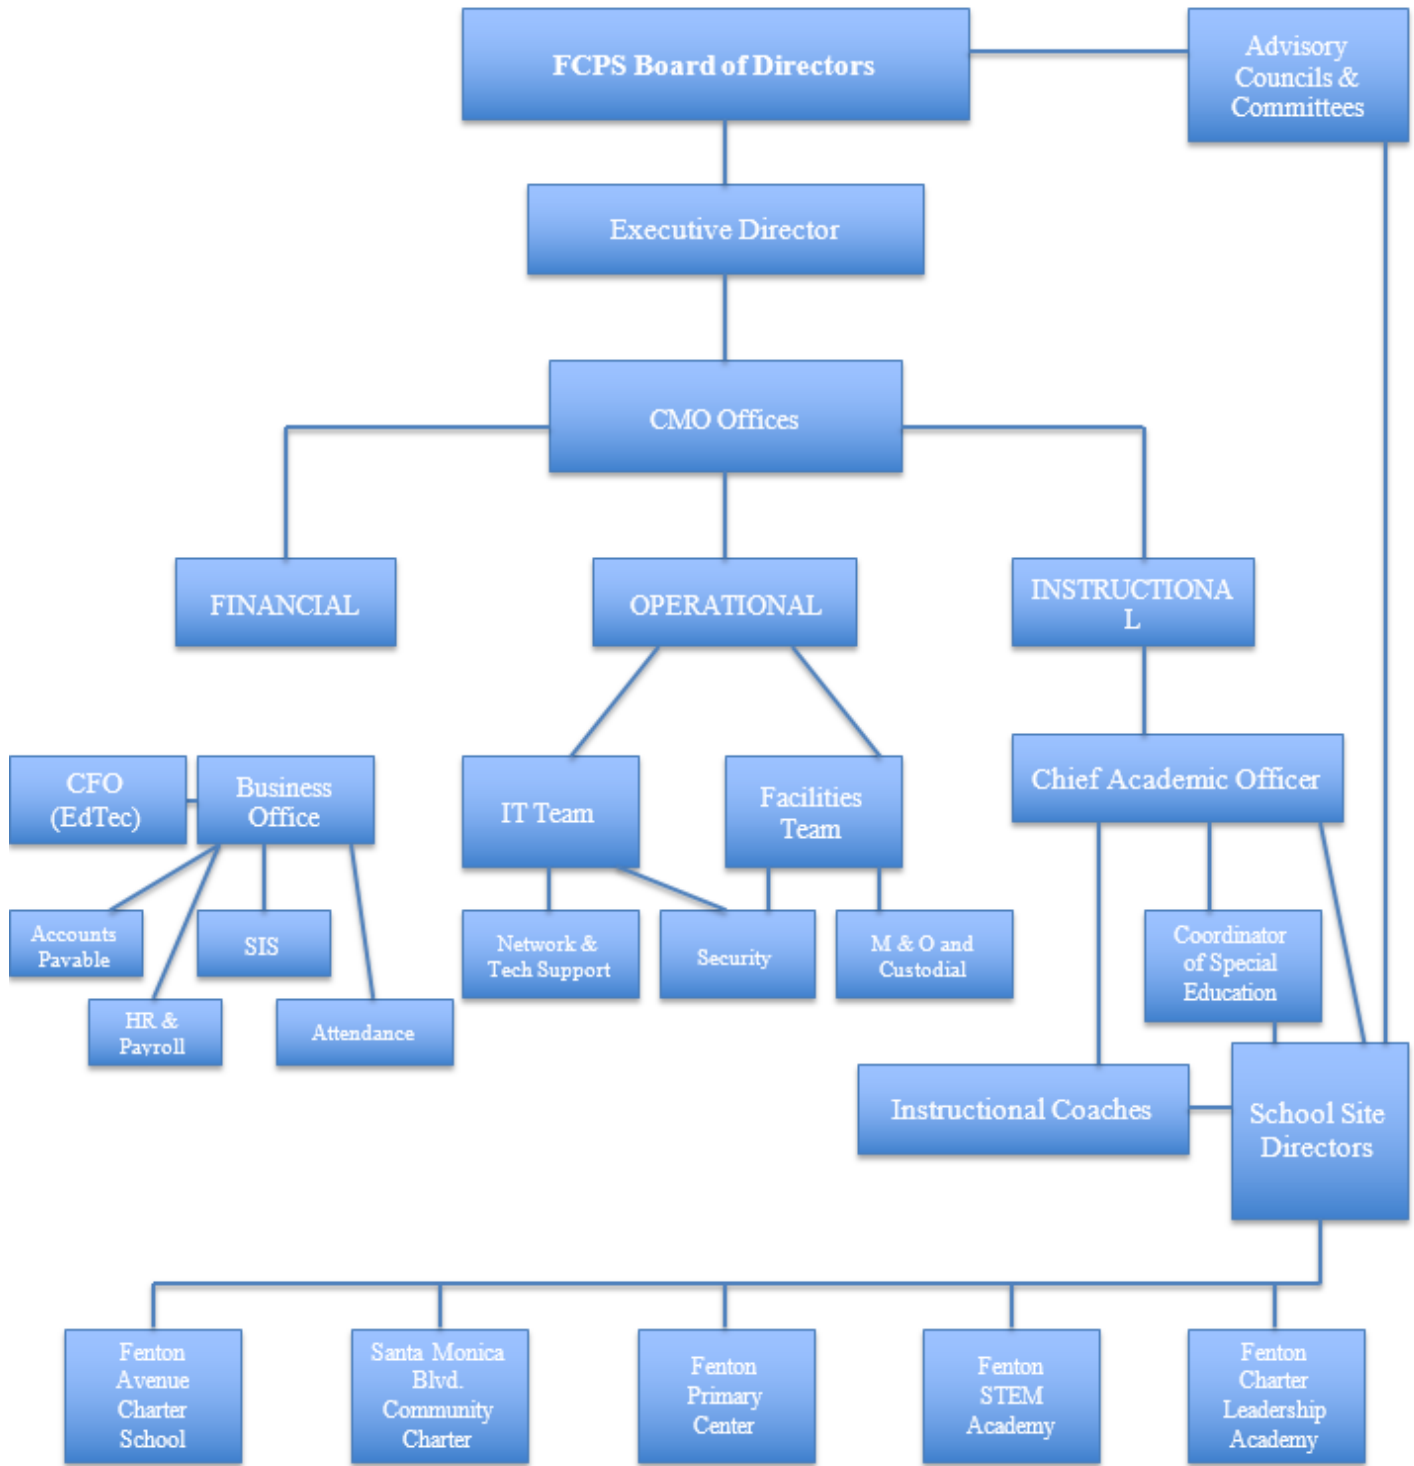 FCPS Board of Directors
Advisory
Councils &
Committees
Executive Director
CMO Offices
FINANCIAL
OPERATIONAL
INSTRUCTIONA
L
CFO
(EdTec)
Business
Office
IT Team
Facilities
Team
Chief Academic Officer
Accounts
Payable
SIS
Network &
Tech Support
Security
M & O and
Custodial
Coordinator
of Special
Education
HR &
Payroll
Attendance
Instructional Coaches
School Site
Directors
Fenton
Avenue
Charter
School
Santa Monica
Blvd.
Community
Charter
Fenton
Primary
Center
Fenton
STEM
Academy
Fenton
Charter
Leadership
Academy